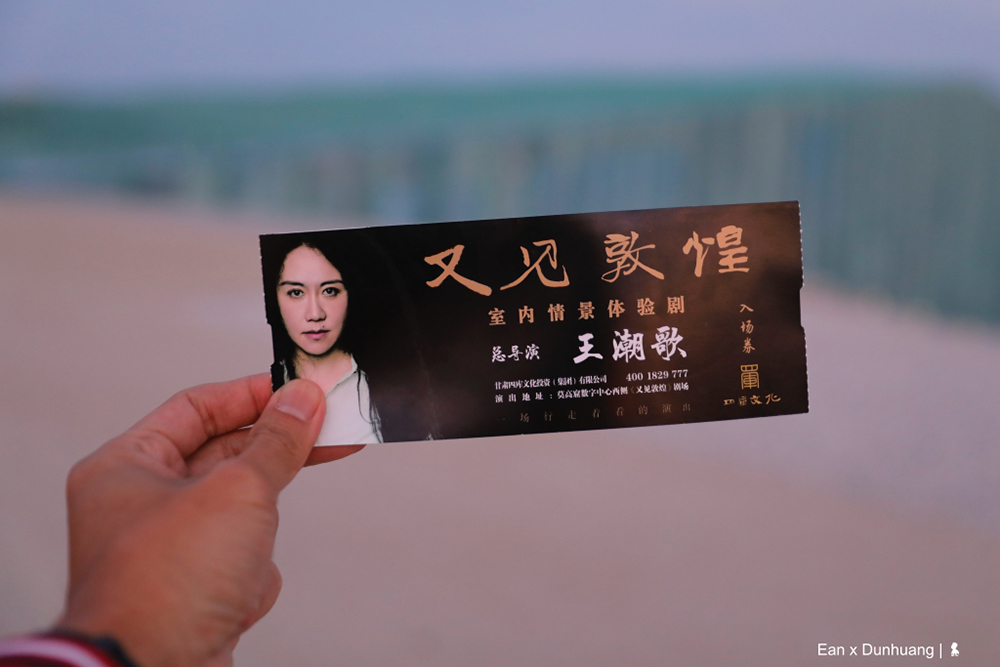 又见敦煌
室内情景体验剧
总导演 王潮歌
甘肃四库文化投资(集团)有限公司 400 1829 777
演出地址:莫高窟数字中心西侧《又见敦煌》剧场
一场行走着看的演出
入场券
文化
Ean x Dunhuang |